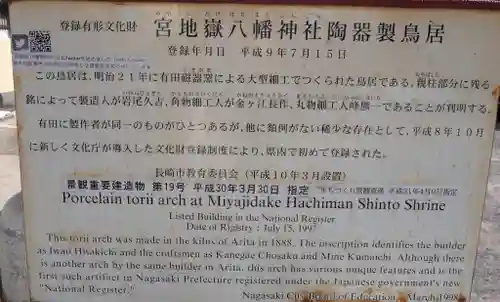 登録有形文化財 宮地嶽八幡神社陶器製鳥居
登録年月日 平成9年7月15日
この鳥居は、明治21年に有田磁器窯による大型細工でつくられた鳥居である。親柱部分に残る
銘によって製造人が岩尾久吉、角物細工人が金ヶ江長作、丸物細工人峰熊一であることが判明する。
有田に製作者が同一のものがひとつあるが、他に類例がない稀少な存在として、平成8年10月
に新しく文化庁が導入した文化財登録制度により、県内で初めて登録された。
長崎市教育委員会(平成10年3月設置)
景観重要建造物 第19号 平成30年3月30日 指定
Porcelain torii arch at Miyajidake Hachiman Shinto Shrine
Listed Building in the National Register
Date of Rigistry : July 15, 1997
This torii arch was made in the kilns of Arita in 1888. The inscription identifies the builder
as Iwao Hisakichi and the craftsmen as Kanegae Chosaku and Mine Kumaichi. Although there
is another arch by the same builder in Arita, this arch has various unique features and is the
first such artifact in Nagasaki Prefecture registered under the Japanese government's new
"National Register."
Nagasaki City Board of Education, March, 1998